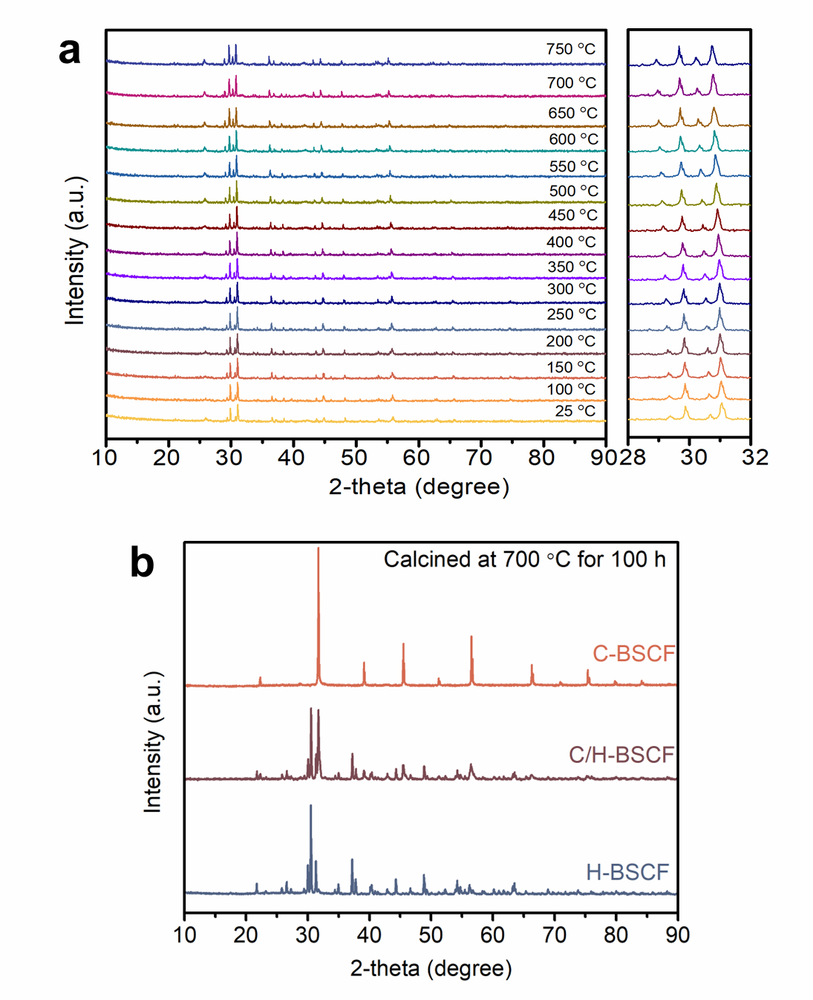 a
750 °C
700 °C
650 °C
600 °C
550 °C
500 °C
450 °C
400 °C
350 °C
300 °C
250 °C
200 °C
150 °C
100 °C
25 °C
Intensity (a.u.)
10 20 30 40 50 60 70 80 90
28 30 32
2-theta (degree)
b
Calcined at 700 °C for 100 h
C-BSCF
C/H-BSCF
H-BSCF
Intensity (a.u.)
10 20 30 40 50 60 70 80 90
2-theta (degree)